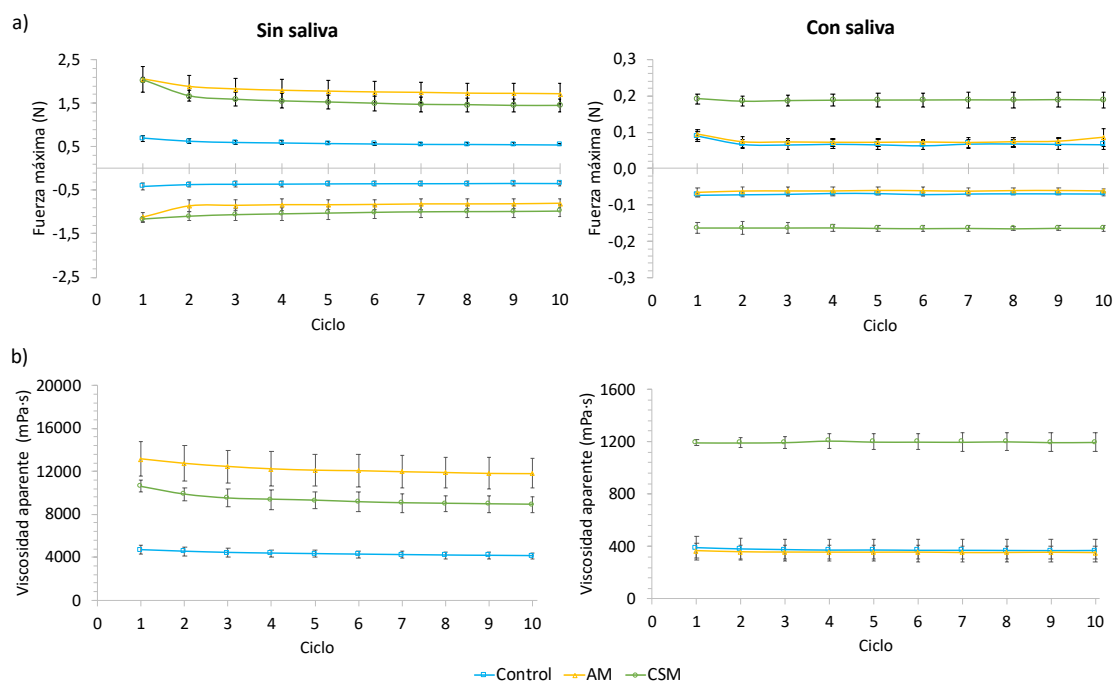 a)
Sin saliva
Con saliva
Fuerza máxima (N)
2,5
1,5
0,5
-0,5
-1,5
-2,5
0 1 2 3 4 5 6 7 8 9 10
Ciclo
Fuerza máxima (N)
0,3
0,2
0,1
0,0
-0,1
-0,2
-0,3
0 1 2 3 4 5 6 7 8 9 10
Ciclo
b)
Viscosidad aparente (mPa·s)
20000
16000
12000
8000
4000
0
0 1 2 3 4 5 6 7 8 9 10
Ciclo
Viscosidad aparente (mPa·s)
1600
1200
800
400
0
0 1 2 3 4 5 6 7 8 9 10
Ciclo
Control AM CSM